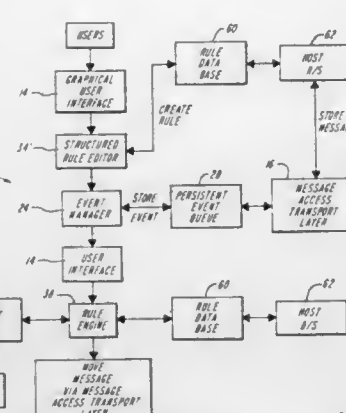 USERS
60
62
14
GRAPHICAL
USER
INTERFACE
RULE
DATA
BASE
HOST
CREATE
RULE
STORE
34'
STRUCTURED
RULE EDITOR
16
24
EVENT
MANAGER
STORE
EVENT
28
PERSISTENT
EVENT
QUEUE
MESSAGE
ACCESS
TRANSPORT
LAYER
14
USER
INTERFACE
38
RULE
ENGINE
60
RULE
DATA
BASE
62
HOST
MOVE
MESSAGE
VIA MESSAGE
ACCESS TRANSPORT
LAYER